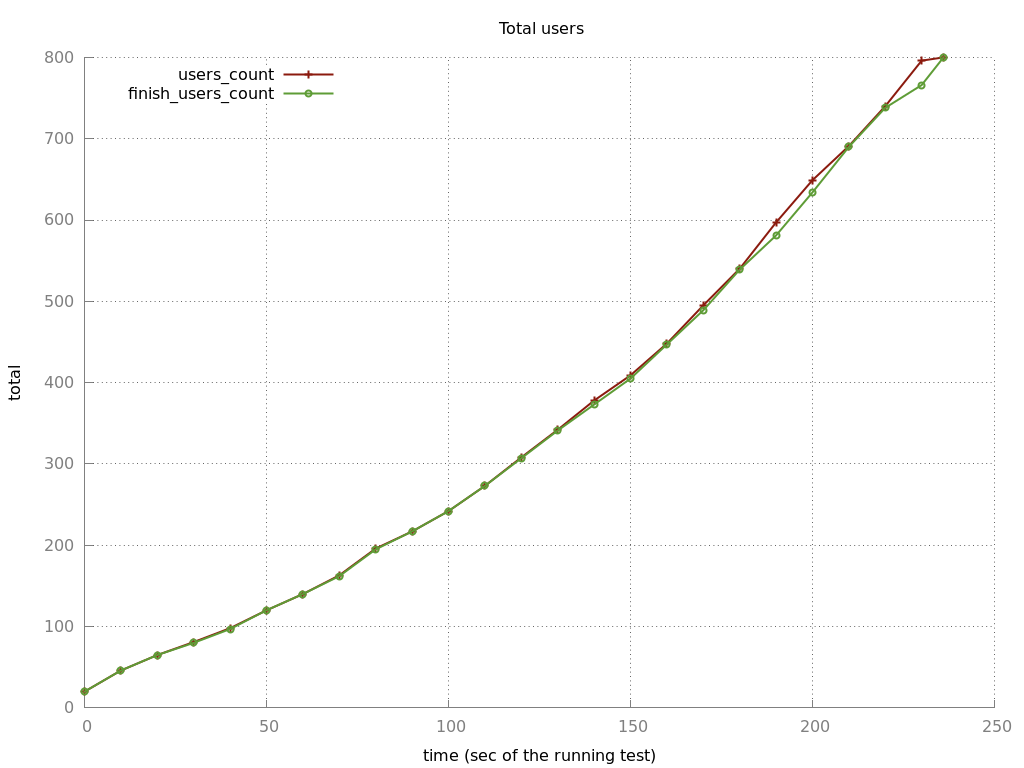 Total users
800
700
600
500
400
300
200
100
0
users_count
finish_users_count
total
0 50 100 150 200 250
time (sec of the running test)